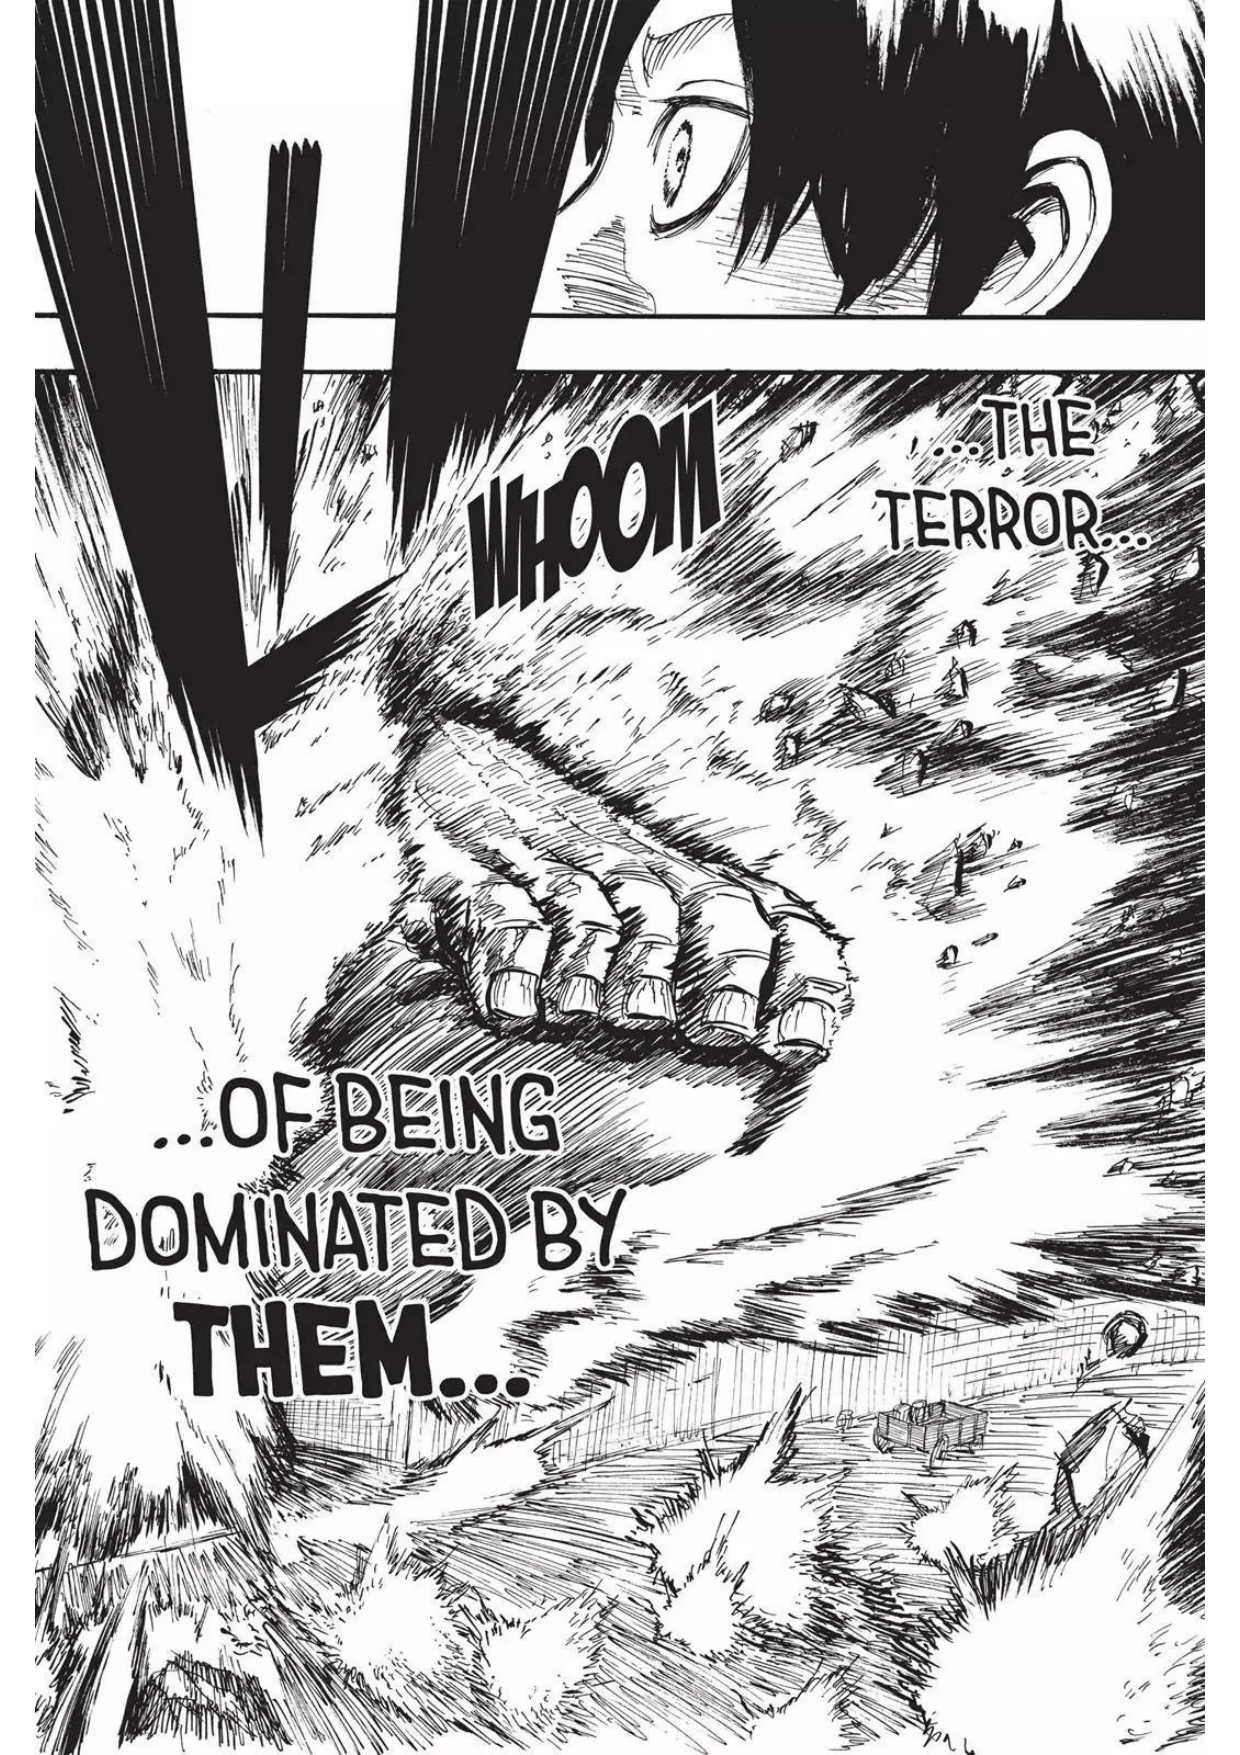 WHOOM
...THE
TERROR...
...OF BEING
DOMINATED BY
THEM...